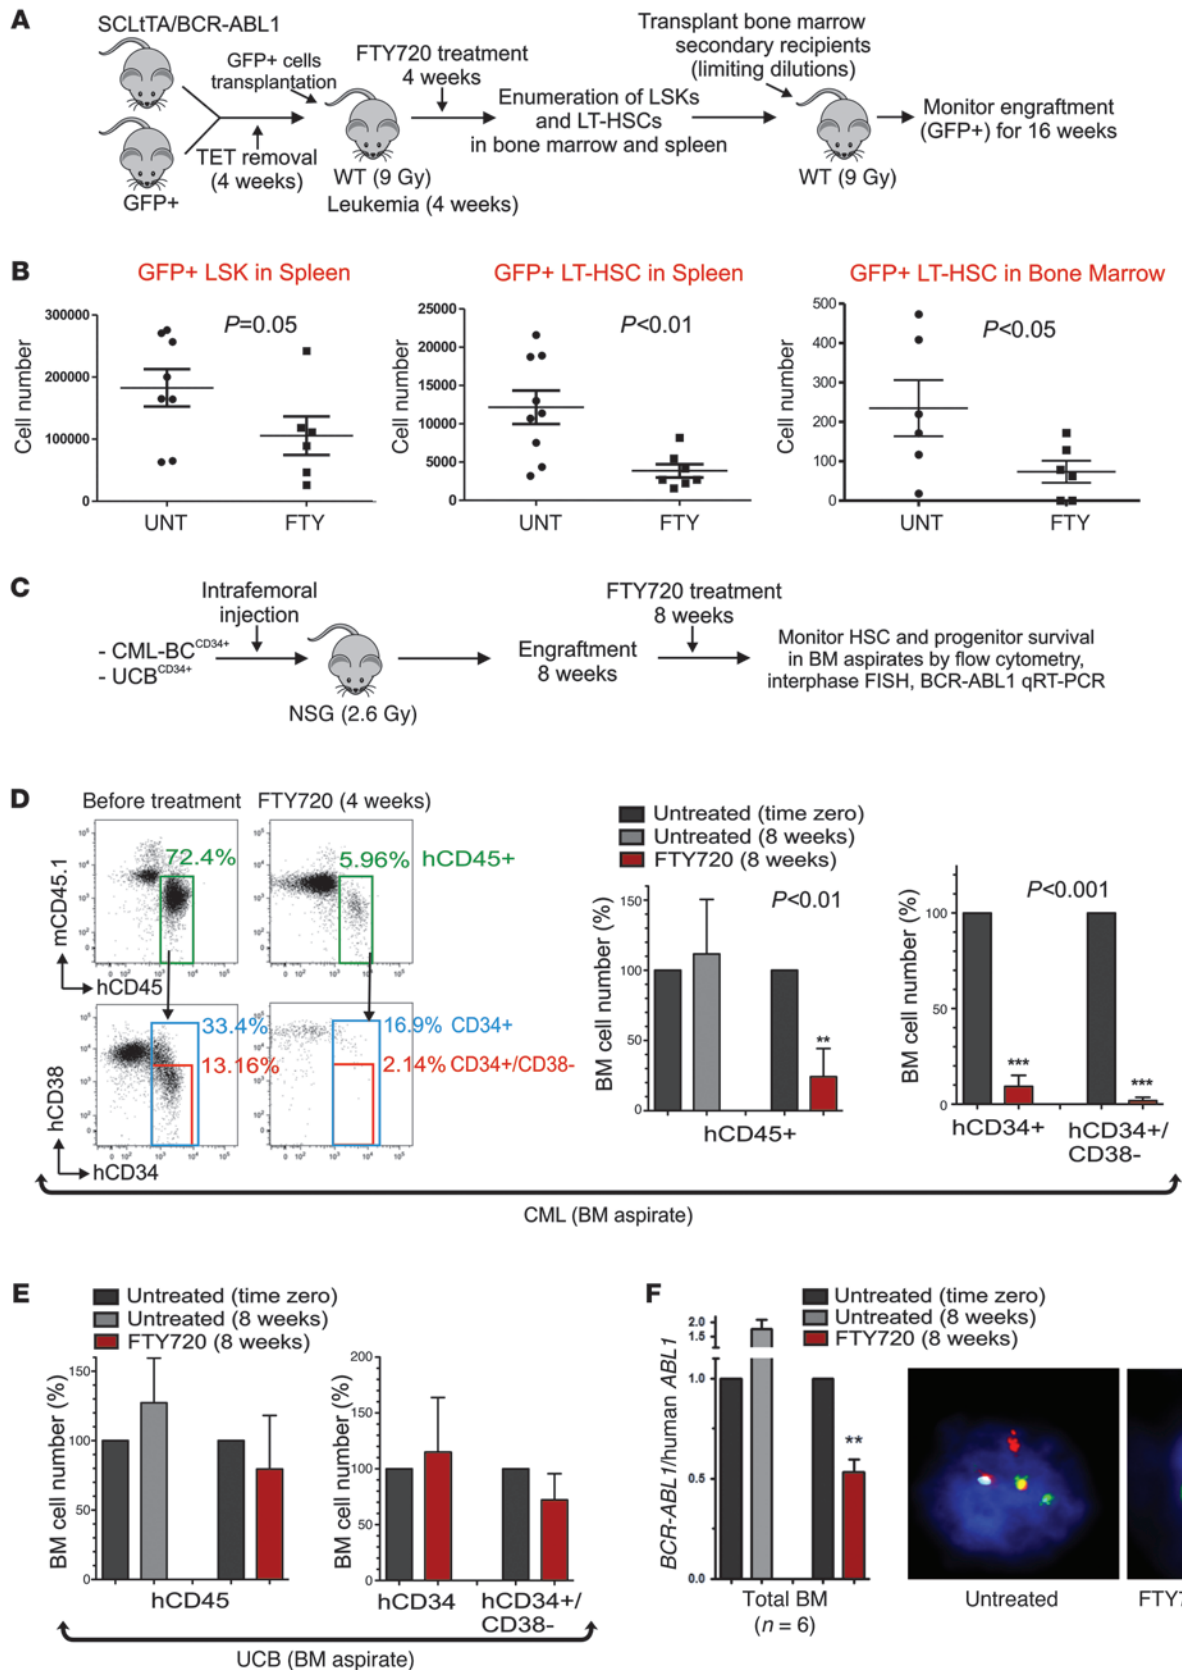 A
SCLtTA/BCR-ABL1
GFP+ cells
transplantation
TET removal
(4 weeks)
GFP+
FTY720 treatment
4 weeks
WT (9 Gy)
Leukemia (4 weeks)
Enumeration of LSKs
and LT-HSCs
in bone marrow and spleen
Transplant bone marrow
secondary recipients
(limiting dilutions)
WT (9 Gy)
Monitor engraftment
(GFP+) for 16 weeks
B
GFP+ LSK in Spleen
P=0.05
Cell number
300000
200000
100000
0
UNT
FTY
GFP+ LT-HSC in Spleen
P<0.01
Cell number
25000
20000
15000
10000
5000
0
UNT
FTY
GFP+ LT-HSC in Bone Marrow
P<0.05
Cell number
500
400
300
200
100
0
UNT
FTY
C
- CML-BC^CD34+
- UCB^CD34+
Intrafemoral
injection
NSG (2.6 Gy)
Engraftment
8 weeks
FTY720 treatment
8 weeks
Monitor HSC and progenitor survival
in BM aspirates by flow cytometry,
interphase FISH, BCR-ABL1 qRT-PCR
D
Before treatment
FTY720 (4 weeks)
72.4%
5.96% hCD45+
mCD45.1
hCD45
33.4%
13.16%
16.9% CD34+
2.14% CD34+/CD38-
hCD38
hCD34
Untreated (time zero)
Untreated (8 weeks)
FTY720 (8 weeks)
P<0.01
BM cell number (%)
150
100
50
0
**
hCD45+
P<0.001
BM cell number (%)
100
50
0
***
***
hCD34+
hCD34+/
CD38-
CML (BM aspirate)
E
Untreated (time zero)
Untreated (8 weeks)
FTY720 (8 weeks)
BM cell number (%)
150
100
50
0
hCD45
BM cell number (%)
200
150
100
50
0
hCD34
hCD34+/
CD38-
UCB (BM aspirate)
F
Untreated (time zero)
Untreated (8 weeks)
FTY720 (8 weeks)
BCR-ABL1/human ABL1
2.0
1.5
1.0
0.5
0.0
**
Total BM
(n = 6)
Untreated
FTY7